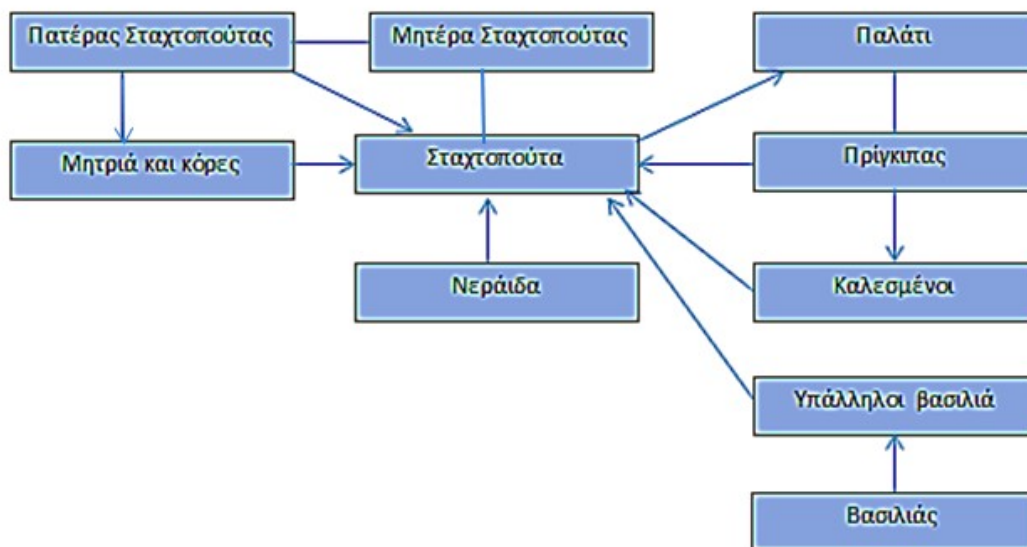 Πατέρας Σταχτοπούτας
Μητέρα Σταχτοπούτας
Παλάτι
Μητριά και κόρες
Σταχτοπούτα
Πρίγκιπας
Νεράιδα
Καλεσμένοι
Υπάλληλοι βασιλιά
Βασιλιάς